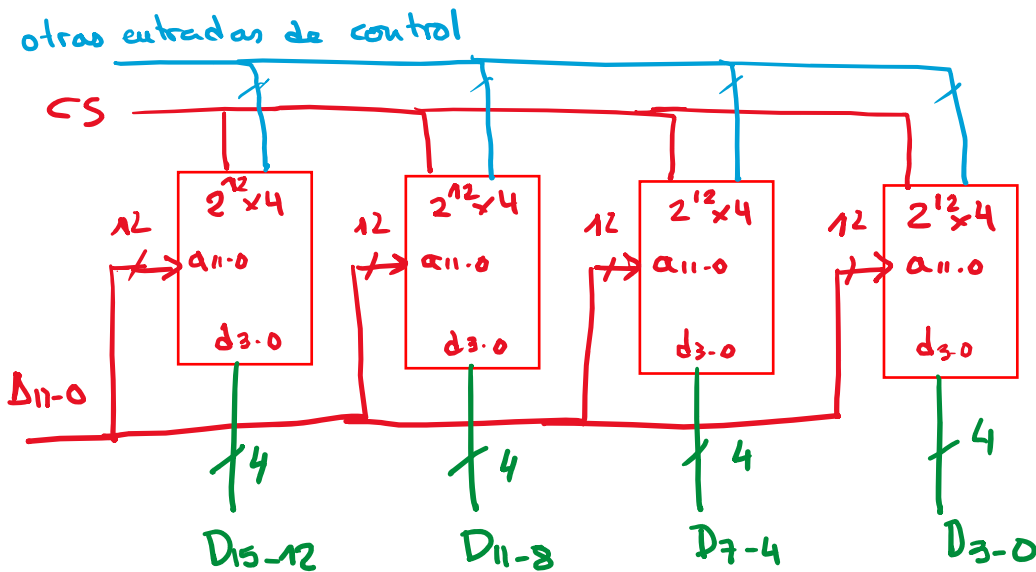 otras entradas de control
CS
2^12x4 2^12x4 2^12x4 2^12x4
12 12 12 12
a11-0 a11-0 a11-0 a11-0
d3-0 d3-0 d3-0 d3-0
D11-0
4 4 4 4
D15-12 D11-8 D7-4 D3-0